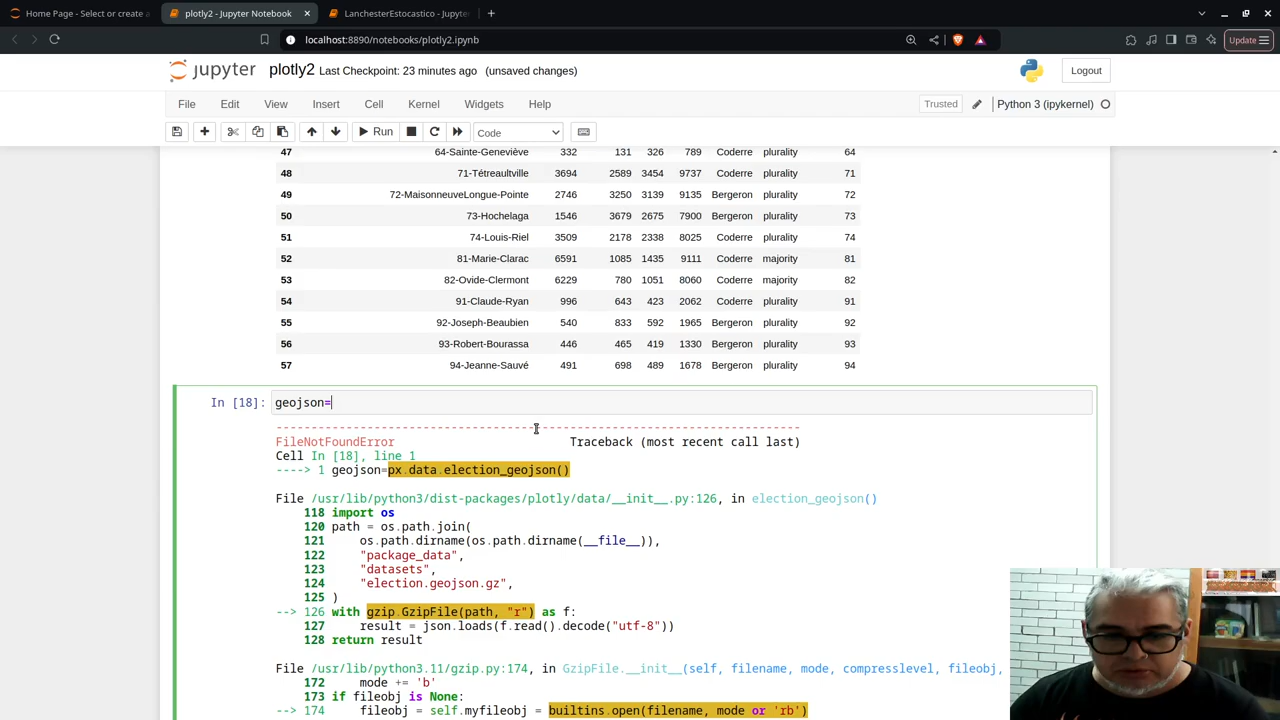 Home Page - Select or create a
plotly2 - Jupyter Notebook
LanchesterEstocastico - Jupyte
localhost:8890/notebooks/plotly2.ipynb
Update
jupyter plotly2 Last Checkpoint: 23 minutes ago (unsaved changes)
Logout
File Edit View Insert Cell Kernel Widgets Help
Trusted Python 3 (ipykernel)
Run Code
47 64-Sainte-Geneviève 332 131 326 789 Coderre plurality 64
48 71-Tétreaultville 3694 2589 3454 9737 Coderre plurality 71
49 72-MaisonneuveLongue-Pointe 2746 3250 3139 9135 Bergeron plurality 72
50 73-Hochelaga 1546 3679 2675 7900 Bergeron plurality 73
51 74-Louis-Riel 3509 2178 2338 8025 Coderre plurality 74
52 81-Marie-Clarac 6591 1085 1435 9111 Coderre majority 81
53 82-Ovide-Clermont 6229 780 1051 8060 Coderre majority 82
54 91-Claude-Ryan 996 643 423 2062 Coderre plurality 91
55 92-Joseph-Beaubien 540 833 592 1965 Bergeron plurality 92
56 93-Robert-Bourassa 446 465 419 1330 Bergeron plurality 93
57 94-Jeanne-Sauvé 491 698 489 1678 Bergeron plurality 94
In [18]: geojson=
---------------------------------------------------------------------------
FileNotFoundError Traceback (most recent call last)
Cell In [18], line 1
----> 1 geojson=px.data.election_geojson()
File /usr/lib/python3/dist-packages/plotly/data/__init__.py:126, in election_geojson()
118 import os
120 path = os.path.join(
121 os.path.dirname(os.path.dirname(__file__)),
122 "package_data",
123 "datasets",
124 "election.geojson.gz",
125 )
--> 126 with gzip.GzipFile(path, "r") as f:
127 result = json.loads(f.read().decode("utf-8"))
128 return result
File /usr/lib/python3.11/gzip.py:174, in GzipFile.__init__(self, filename, mode, compresslevel, fileobj,
172 mode += 'b'
173 if fileobj is None:
--> 174 fileobj = self.myfileobj = builtins.open(filename, mode or 'rb')